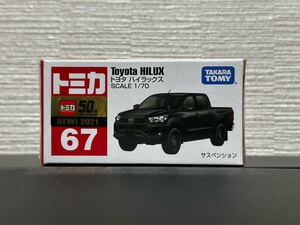 トミカ
トミカ
50th
NEW! 2021
67
Toyota HILUX
トヨタ ハイラックス
SCALE 1/70
TAKARA
TOMY
サスペンション